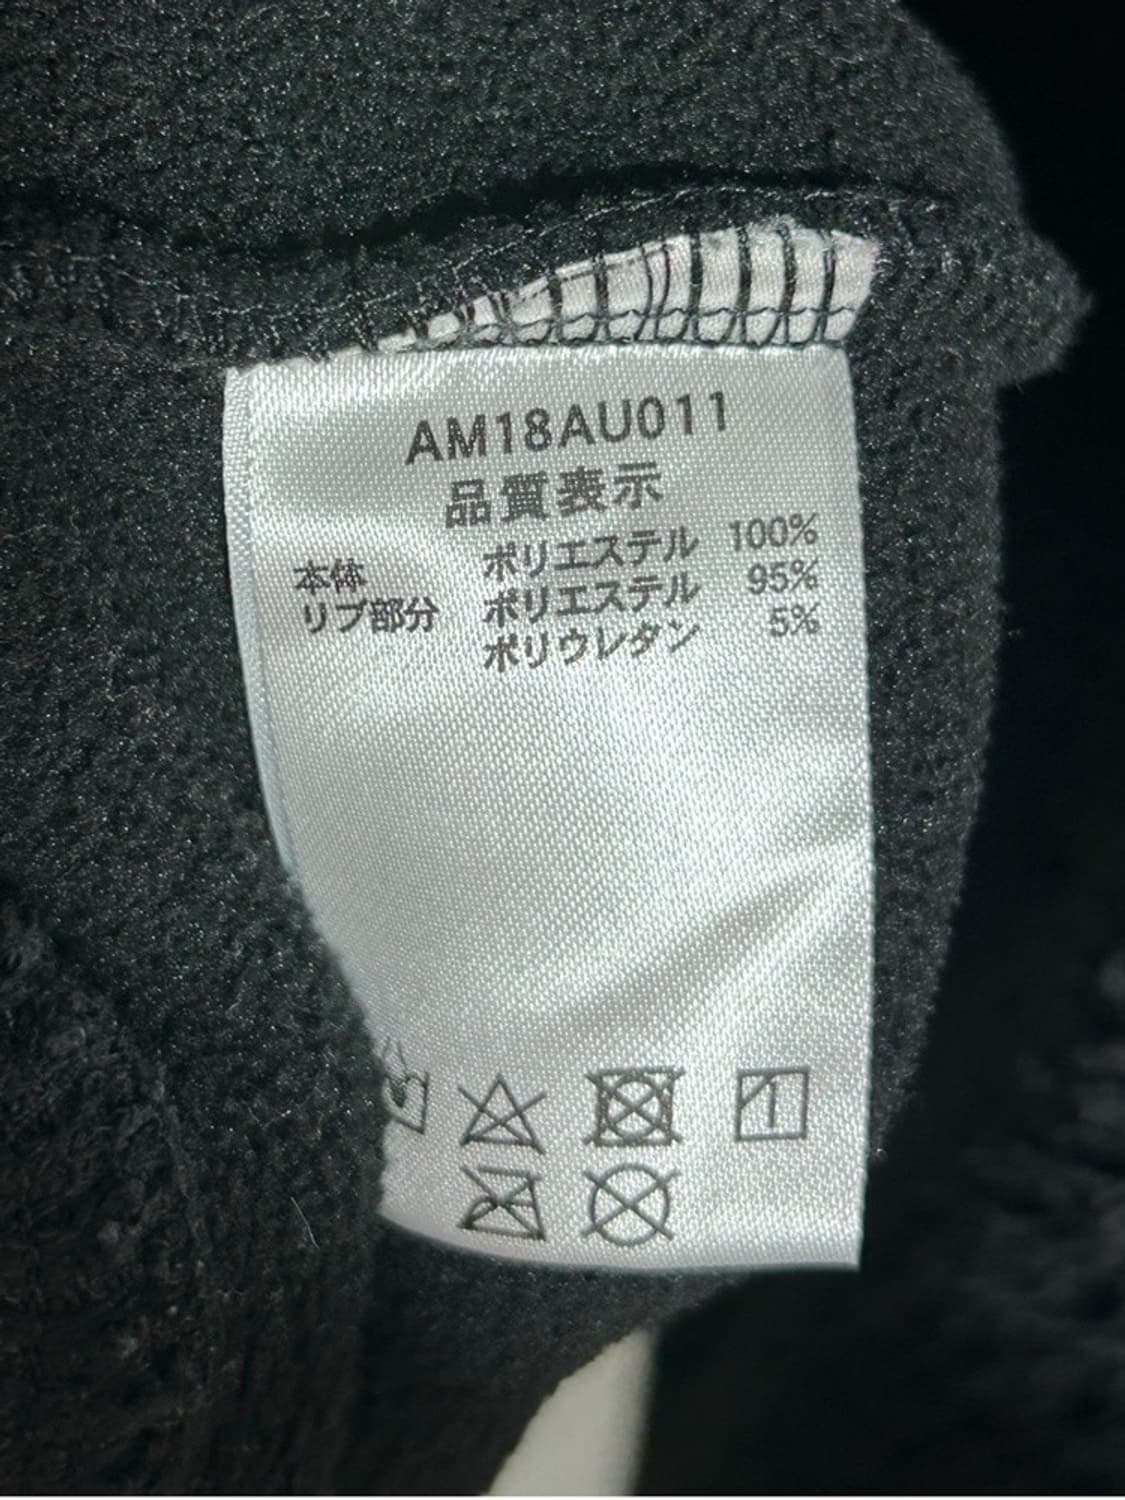 AM18AU011
品質表示
本体 ポリエステル 100%
リブ部分 ポリエステル 95%
ポリウレタン 5%